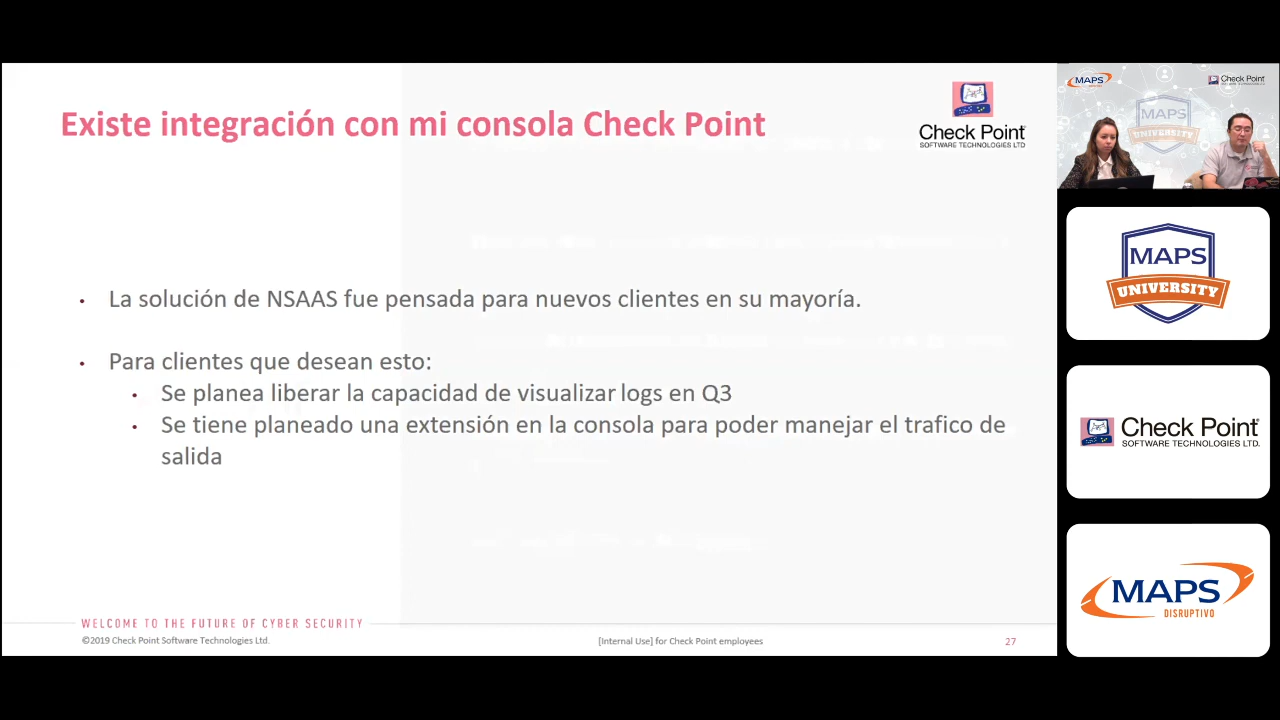 Existe integración con mi consola Check Point
Check Point
SOFTWARE TECHNOLOGIES LTD
• La solución de NSAAS fue pensada para nuevos clientes en su mayoría.
• Para clientes que desean esto:
• Se planea liberar la capacidad de visualizar logs en Q3
• Se tiene planeado una extensión en la consola para poder manejar el trafico de
salida
WELCOME TO THE FUTURE OF CYBER SECURITY
©2019 Check Point Software Technologies Ltd.
[Internal Use] for Check Point employees
27
MAPS
Check Point
MAPS
UNIVERSITY
MAPS
UNIVERSITY
Check Point
SOFTWARE TECHNOLOGIES LTD.
MAPS
DISRUPTIVO